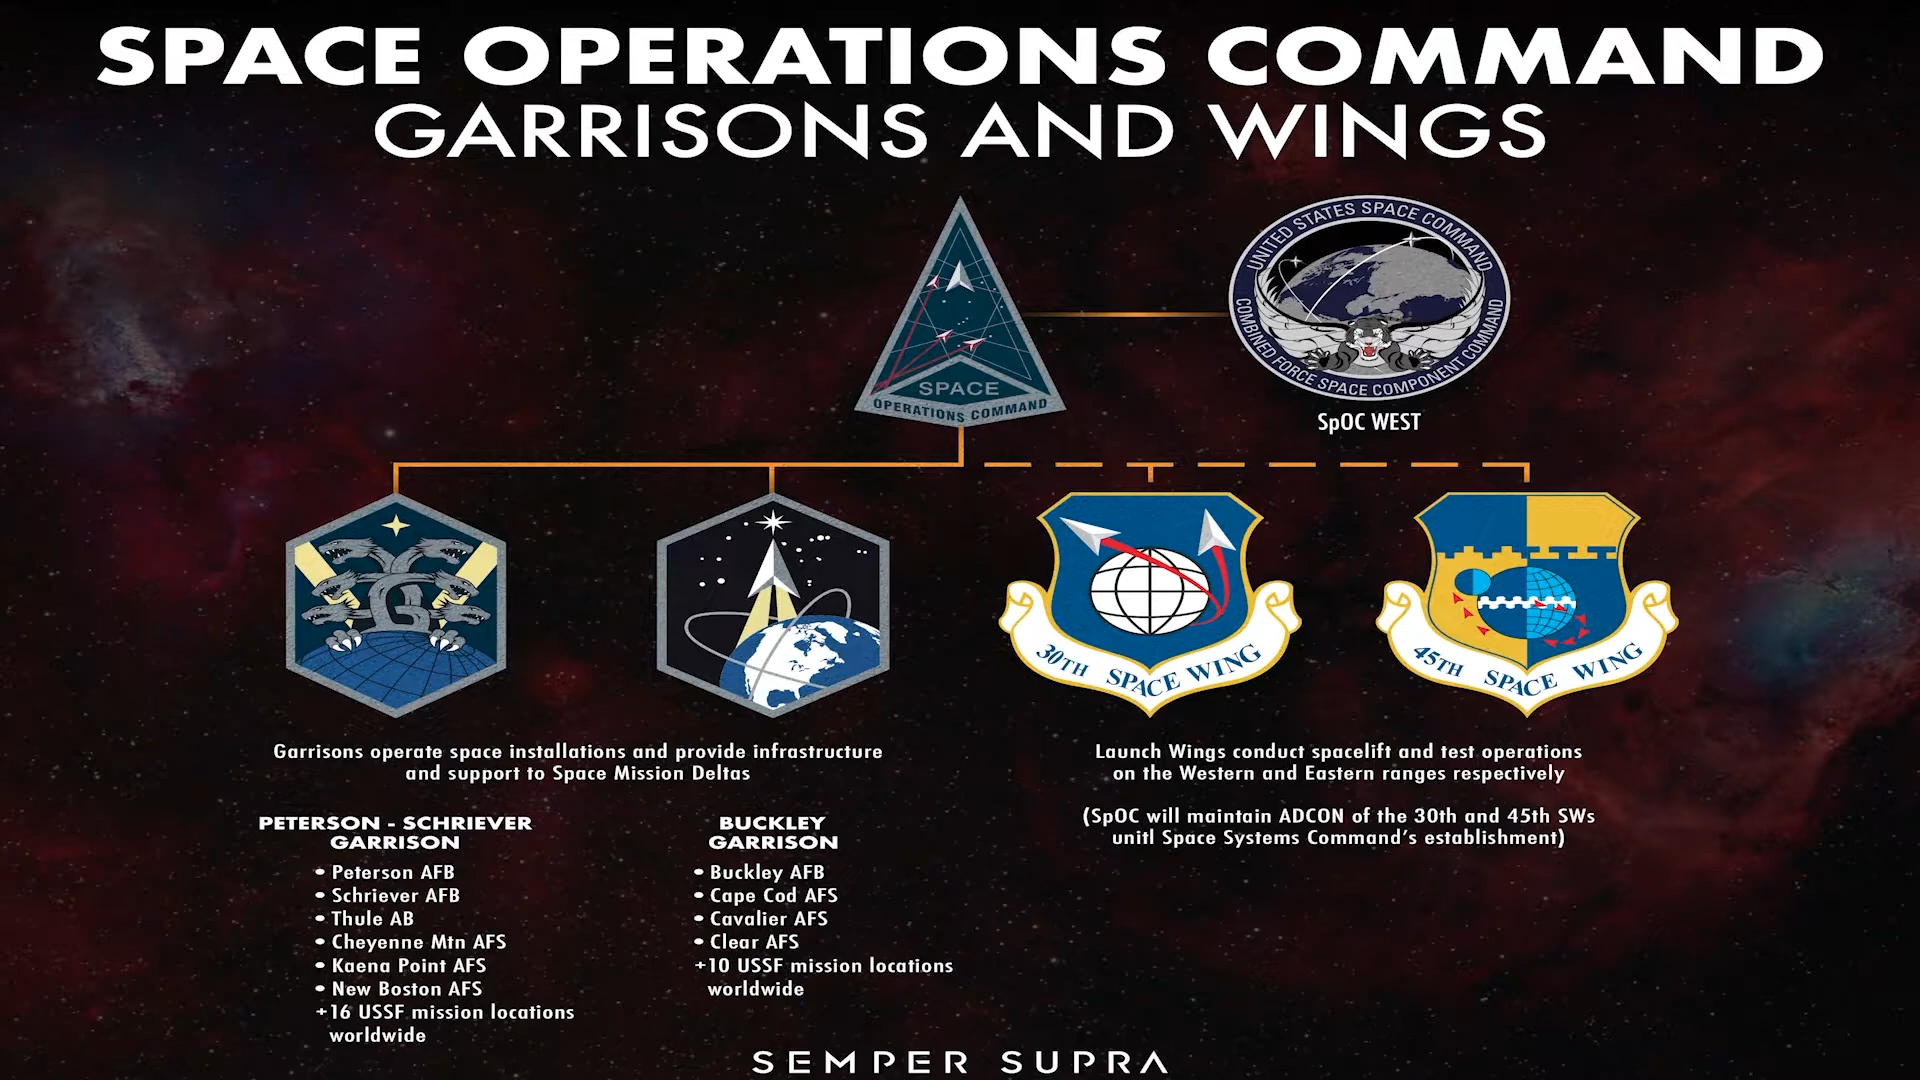 SPACE OPERATIONS COMMAND
GARRISONS AND WINGS
SPACE
OPERATIONS COMMAND
UNITED STATES SPACE COMMAND
COMBINED FORCE SPACE COMPONENT COMMAND
SpOC WEST
30TH SPACE WING
45TH SPACE WING
Garrisons operate space installations and provide infrastructure
and support to Space Mission Deltas
Launch Wings conduct spacelift and test operations
on the Western and Eastern ranges respectively
(SpOC will maintain ADCON of the 30th and 45th SWs
unitl Space Systems Command's establishment)
PETERSON - SCHRIEVER
GARRISON
• Peterson AFB
• Schriever AFB
• Thule AB
• Cheyenne Mtn AFS
• Kaena Point AFS
• New Boston AFS
+16 USSF mission locations
worldwide
BUCKLEY
GARRISON
• Buckley AFB
• Cape Cod AFS
• Cavalier AFS
• Clear AFS
+10 USSF mission locations
worldwide
SEMPER SUPRA